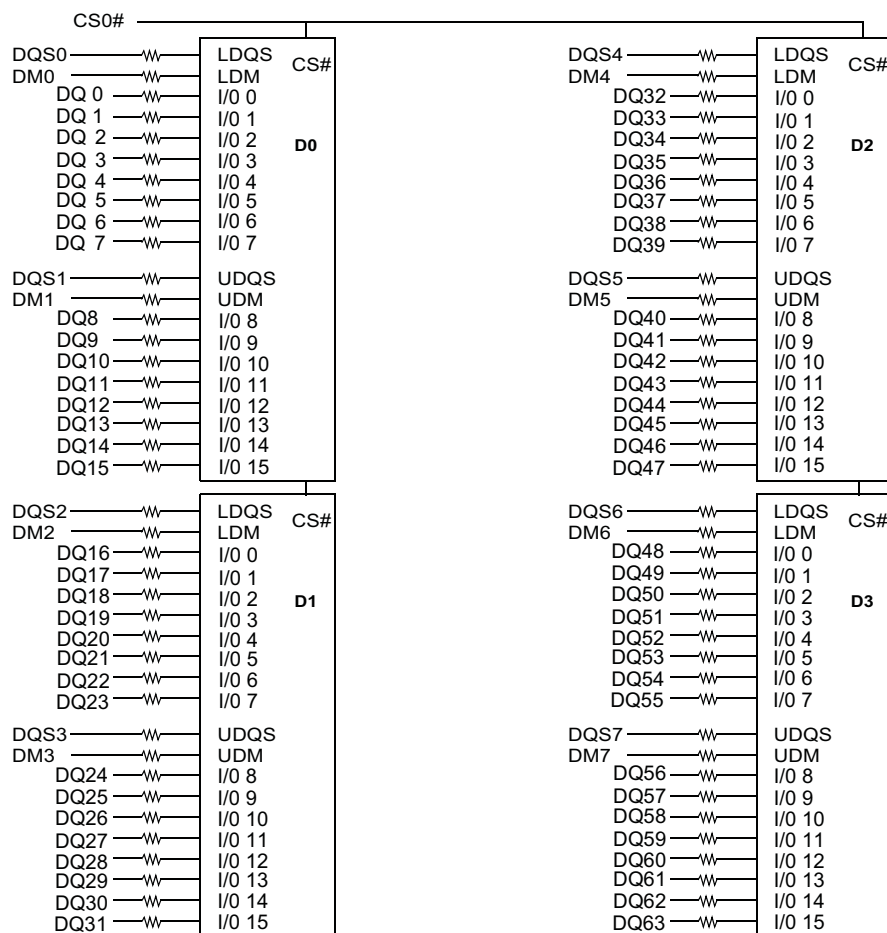 CS0#
DQS0 LDQS CS#
DM0 LDM
DQ 0 I/0 0
DQ 1 I/0 1
DQ 2 I/0 2 D0
DQ 3 I/0 3
DQ 4 I/0 4
DQ 5 I/0 5
DQ 6 I/0 6
DQ 7 I/0 7
DQS1 UDQS
DM1 UDM
DQ8 I/0 8
DQ9 I/0 9
DQ10 I/0 10
DQ11 I/0 11
DQ12 I/0 12
DQ13 I/0 13
DQ14 I/0 14
DQ15 I/0 15
DQS2 LDQS CS#
DM2 LDM
DQ16 I/0 0
DQ17 I/0 1
DQ18 I/0 2 D1
DQ19 I/0 3
DQ20 I/0 4
DQ21 I/0 5
DQ22 I/0 6
DQ23 I/0 7
DQS3 UDQS
DM3 UDM
DQ24 I/0 8
DQ25 I/0 9
DQ26 I/0 10
DQ27 I/0 11
DQ28 I/0 12
DQ29 I/0 13
DQ30 I/0 14
DQ31 I/0 15
DQS4 LDQS CS#
DM4 LDM
DQ32 I/0 0
DQ33 I/0 1
DQ34 I/0 2 D2
DQ35 I/0 3
DQ36 I/0 4
DQ37 I/0 5
DQ38 I/0 6
DQ39 I/0 7
DQS5 UDQS
DM5 UDM
DQ40 I/0 8
DQ41 I/0 9
DQ42 I/0 10
DQ43 I/0 11
DQ44 I/0 12
DQ45 I/0 13
DQ46 I/0 14
DQ47 I/0 15
DQS6 LDQS CS#
DM6 LDM
DQ48 I/0 0
DQ49 I/0 1
DQ50 I/0 2 D3
DQ51 I/0 3
DQ52 I/0 4
DQ53 I/0 5
DQ54 I/0 6
DQ55 I/0 7
DQS7 UDQS
DM7 UDM
DQ56 I/0 8
DQ57 I/0 9
DQ58 I/0 10
DQ59 I/0 11
DQ60 I/0 12
DQ61 I/0 13
DQ62 I/0 14
DQ63 I/0 15